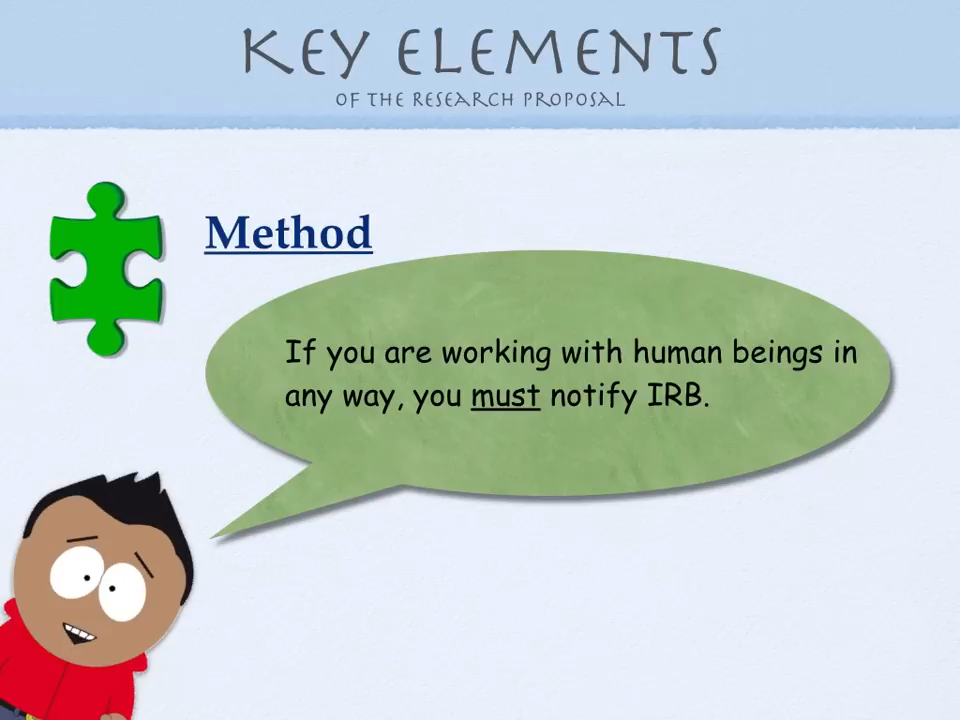 KEY ELEMENTS
OF THE RESEARCH PROPOSAL
Method
If you are working with human beings in
any way, you must notify IRB.